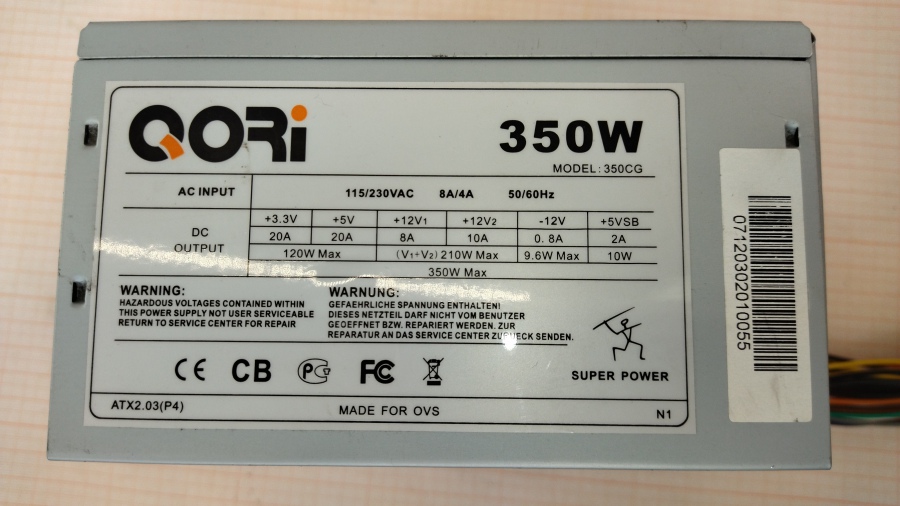 QORi
350W
MODEL: 350CG
AC INPUT 115/230VAC 8A/4A 50/60Hz
DC OUTPUT
+3.3V +5V +12V1 +12V2 -12V +5VSB
20A 20A 8A 10A 0.8A 2A
120W Max (V1+V2) 210W Max 9.6W Max 10W
350W Max
WARNING:
HAZARDOUS VOLTAGES CONTAINED WITHIN
THIS POWER SUPPLY NOT USER SERVICEABLE
RETURN TO SERVICE CENTER FOR REPAIR
WARNUNG:
GEFAEHRLICHE SPANNUNG ENTHALTEN!
DIESES NETZTEIL DARF NICHT VOM BENUTZER
GEOEFFNET BZW. REPARIERT WERDEN. ZUR
REPARATUR AN DAS SERVICE CENTER ZURUECK SENDEN.
CE CB PG FC
SUPER POWER
ATX2.03(P4) MADE FOR OVS N1
07120302010055